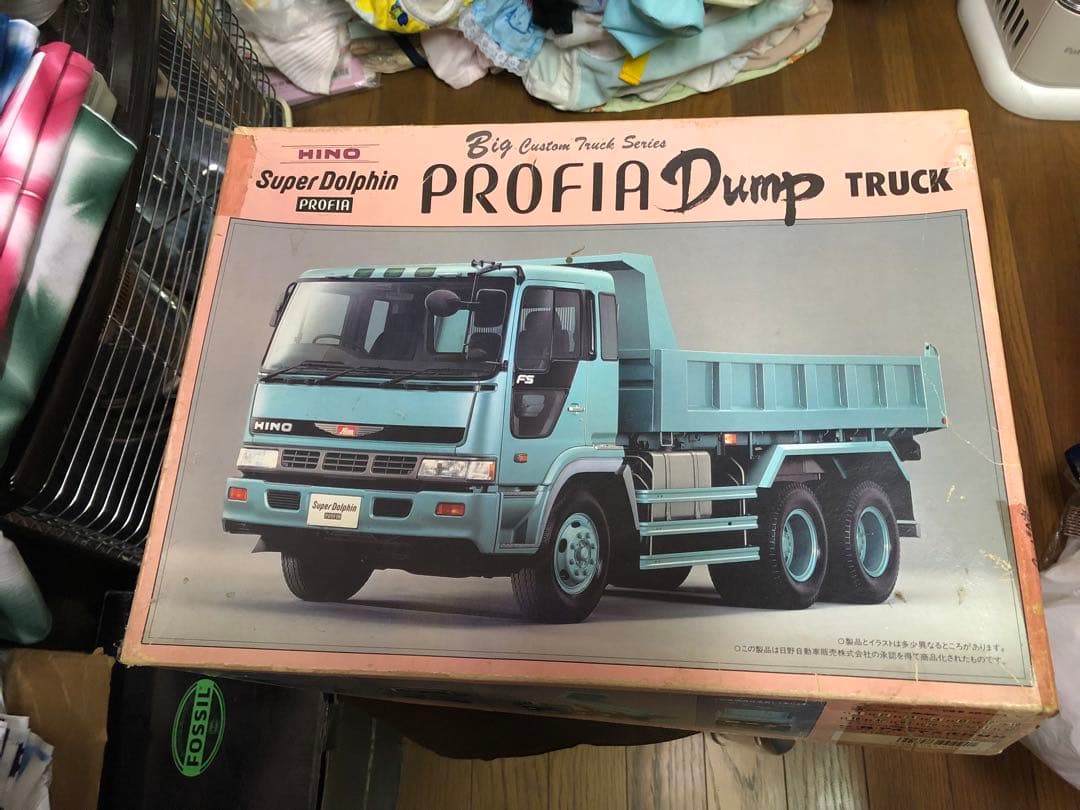 Big Custom Truck Series
HINO
Super Dolphin
PROFIA
PROFIA Dump TRUCK
FS
HINO
Super Dolphin
PROFIA
○製品とイラストは多少異なるところがあります。
○この製品は日野自動車販売株式会社の承認を得て商品化されたものです。
FOSSIL